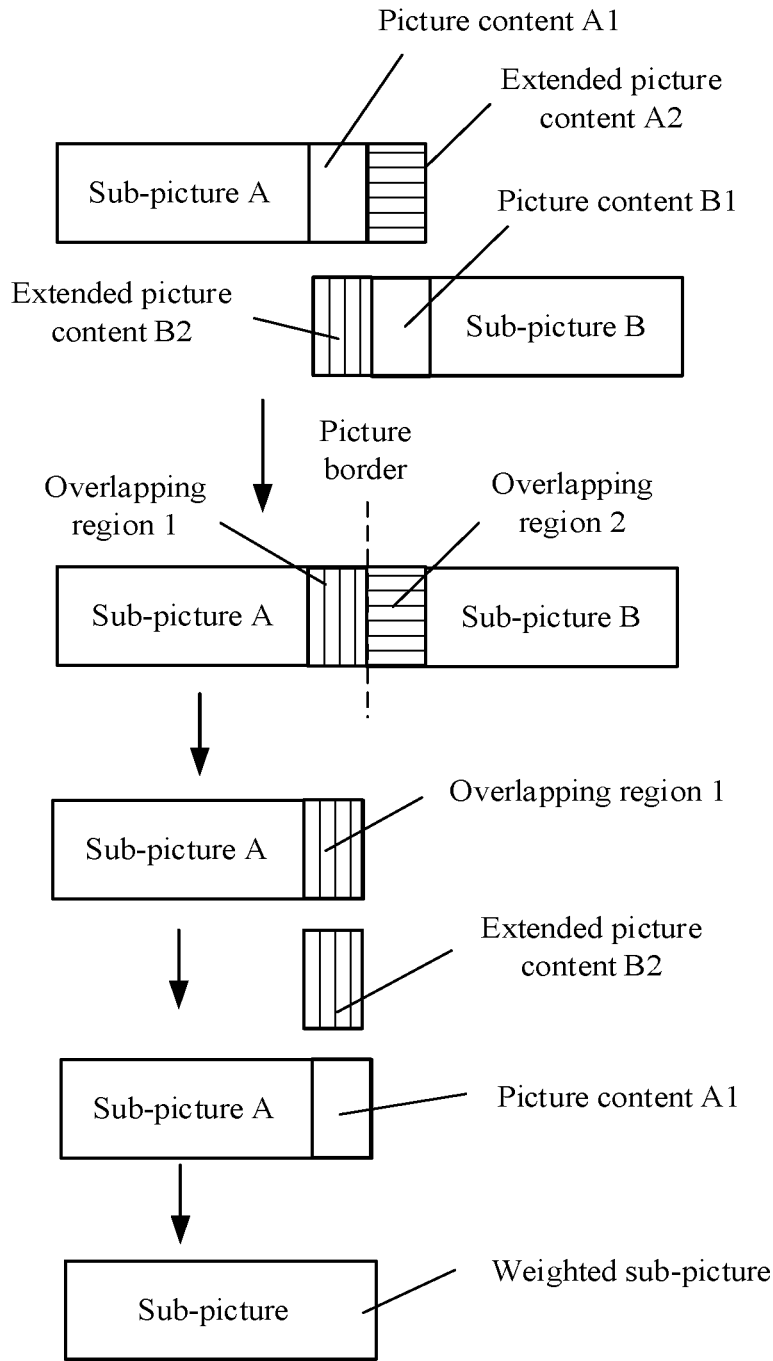 Picture content A1
Extended picture
content A2
Sub-picture A
Picture content B1
Extended picture
content B2
Sub-picture B
Picture
border
Overlapping
region 1
Overlapping
region 2
Sub-picture A
Sub-picture B
Overlapping region 1
Sub-picture A
Extended picture
content B2
Sub-picture A
Picture content A1
Weighted sub-picture
Sub-picture